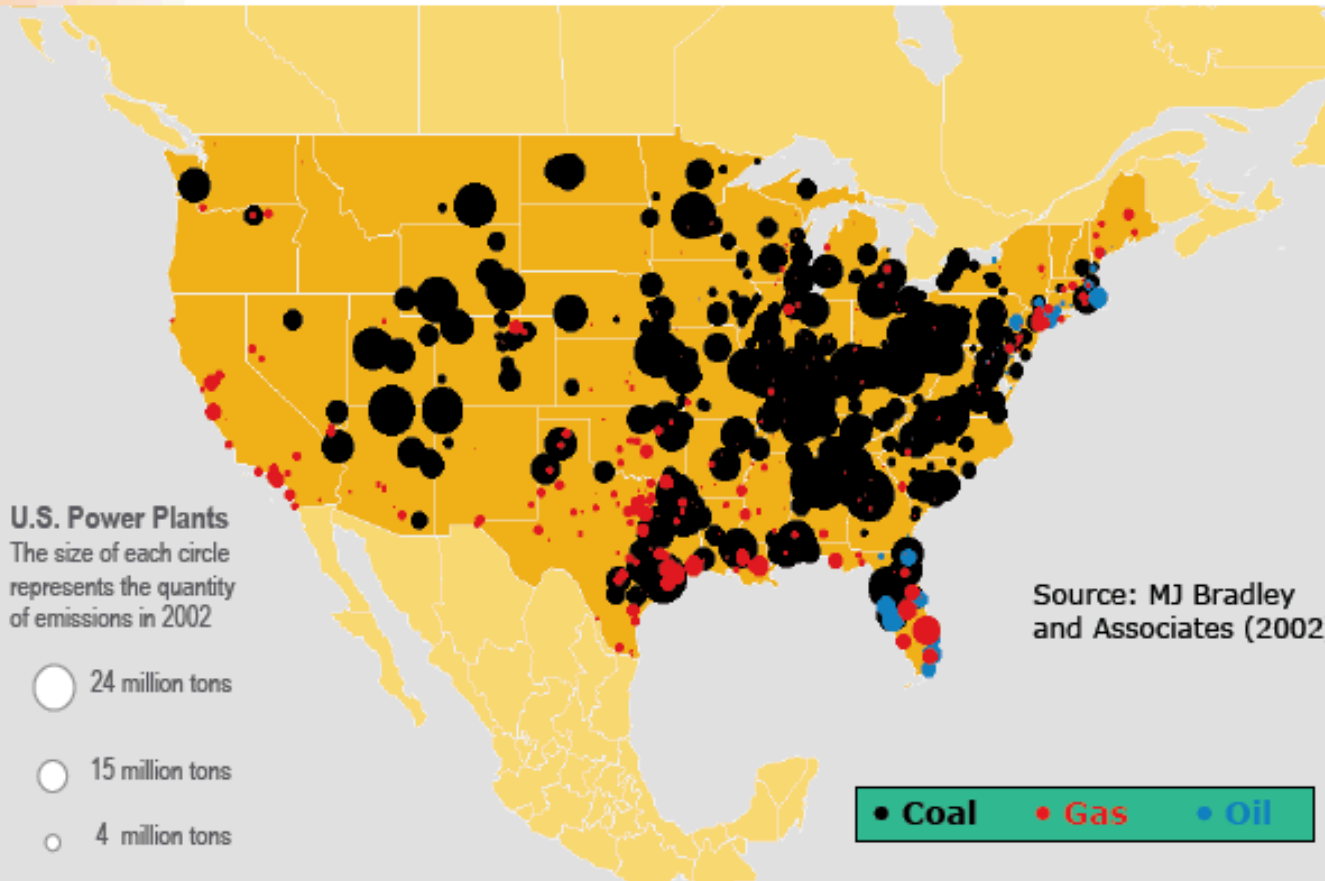 U.S. Power Plants
The size of each circle
represents the quantity
of emissions in 2002
24 million tons
15 million tons
4 million tons
Source: MJ Bradley
and Associates (2002
Coal
Gas
Oil